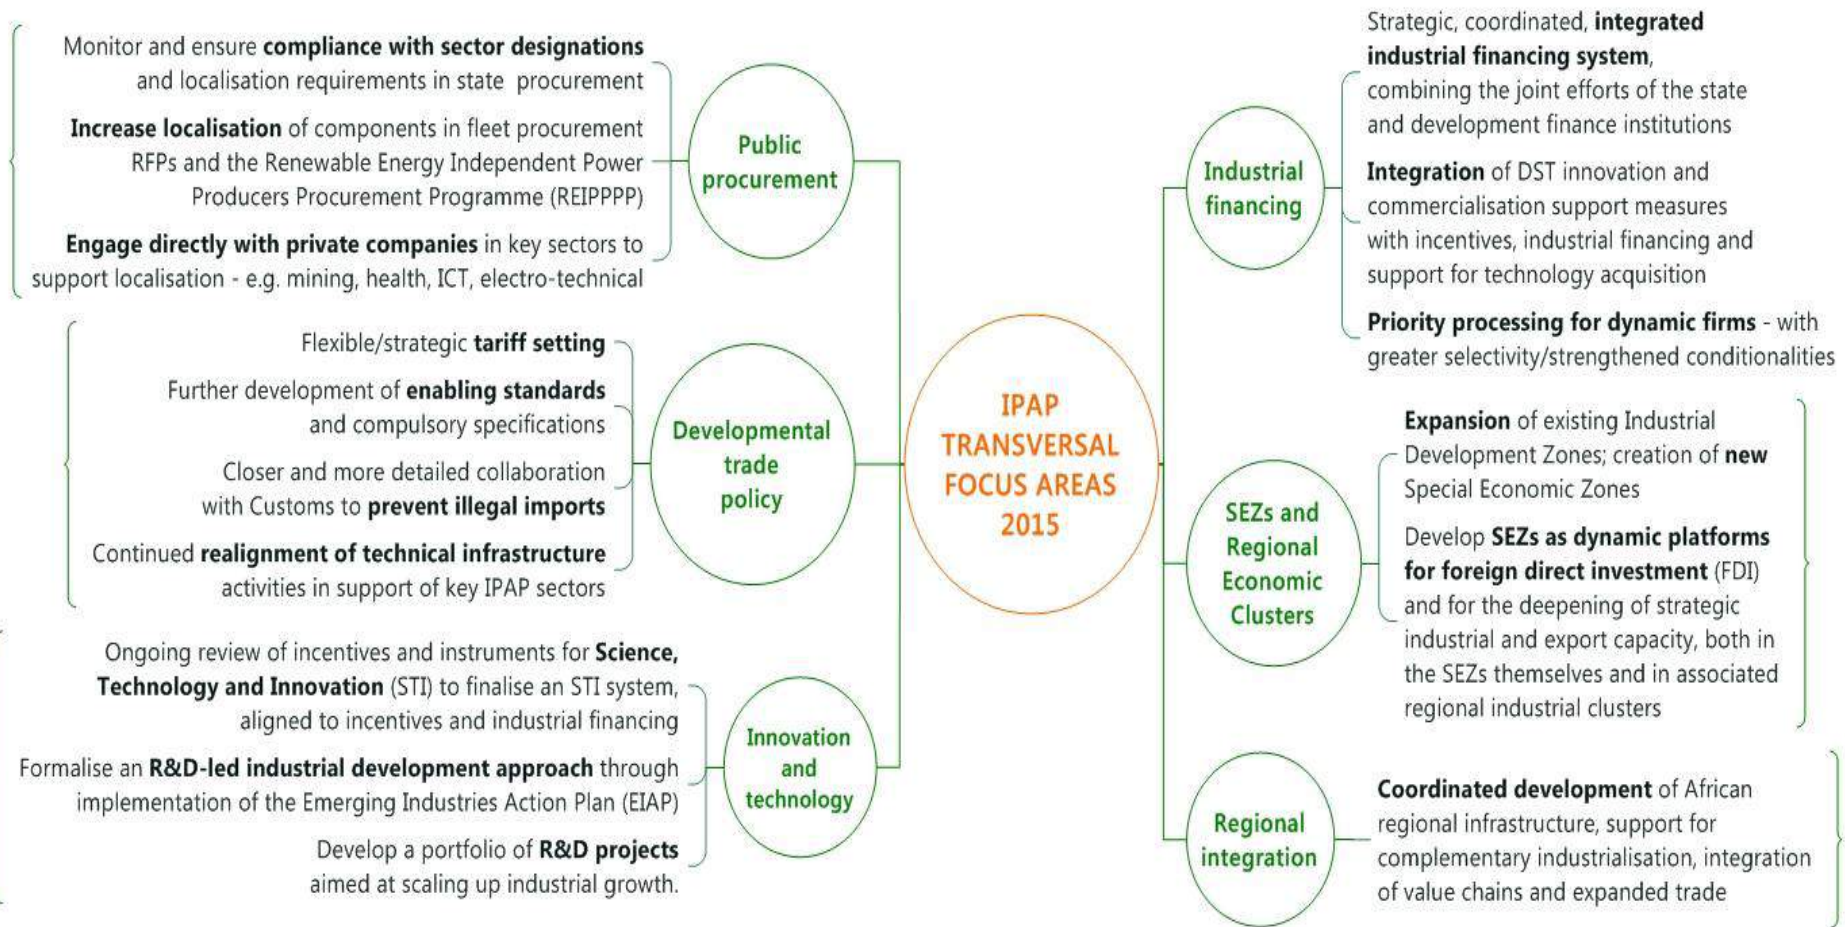 Monitor and ensure compliance with sector designations
and localisation requirements in state procurement
Increase localisation of components in fleet procurement
RFPs and the Renewable Energy Independent Power
Producers Procurement Programme (REIPPPP)
Engage directly with private companies in key sectors to
support localisation - e.g. mining, health, ICT, electro-technical
Public
procurement
Flexible/strategic tariff setting
Further development of enabling standards
and compulsory specifications
Closer and more detailed collaboration
with Customs to prevent illegal imports
Continued realignment of technical infrastructure
activities in support of key IPAP sectors
Developmental
trade
policy
Ongoing review of incentives and instruments for Science,
Technology and Innovation (STI) to finalise an STI system,
aligned to incentives and industrial financing
Formalise an R&D-led industrial development approach through
implementation of the Emerging Industries Action Plan (EIAP)
Develop a portfolio of R&D projects
aimed at scaling up industrial growth.
Innovation
and
technology
IPAP
TRANSVERSAL
FOCUS AREAS
2015
Industrial
financing
Strategic, coordinated, integrated
industrial financing system,
combining the joint efforts of the state
and development finance institutions
Integration of DST innovation and
commercialisation support measures
with incentives, industrial financing and
support for technology acquisition
Priority processing for dynamic firms - with
greater selectivity/strengthened conditionalities
SEZs and
Regional
Economic
Clusters
Expansion of existing Industrial
Development Zones; creation of new
Special Economic Zones
Develop SEZs as dynamic platforms
for foreign direct investment (FDI)
and for the deepening of strategic
industrial and export capacity, both in
the SEZs themselves and in associated
regional industrial clusters
Regional
integration
Coordinated development of African
regional infrastructure, support for
complementary industrialisation, integration
of value chains and expanded trade